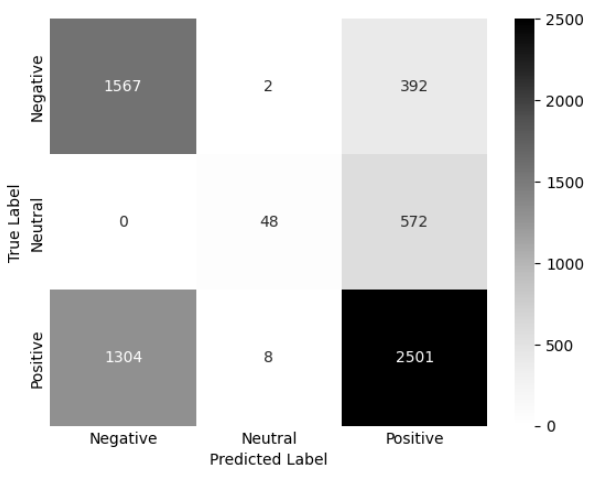 2500
Negative
1567
2
392
2000
1500
True Label
Neutral
0
48
572
1000
500
Positive
1304
8
2501
0
Negative
Neutral
Positive
Predicted Label